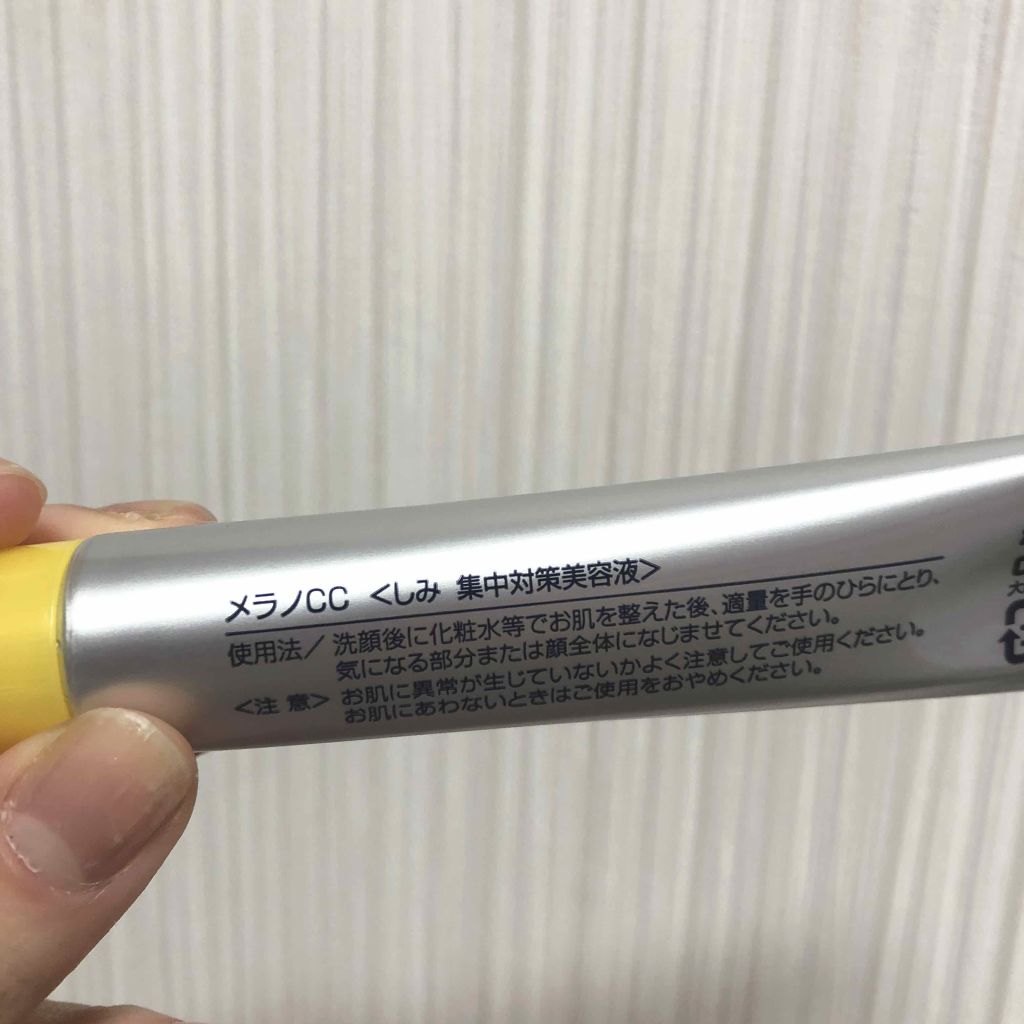 メラノCC <しみ 集中対策美容液>
使用法/ 洗顔後に化粧水等でお肌を整えた後、適量を手のひらにとり、
気になる部分または顔全体になじませてください。
<注 意> お肌に異常が生じていないかよく注意してご使用ください。
お肌にあわないときはご使用をおやめください。